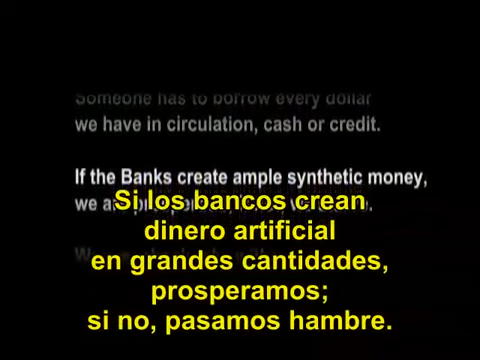 Someone has to borrow every dollar
we have in circulation, cash or credit.
If the Banks create ample synthetic money,
we are
Si los bancos crean
dinero artificial
en grandes cantidades,
prosperamos;
si no, pasamos hambre.